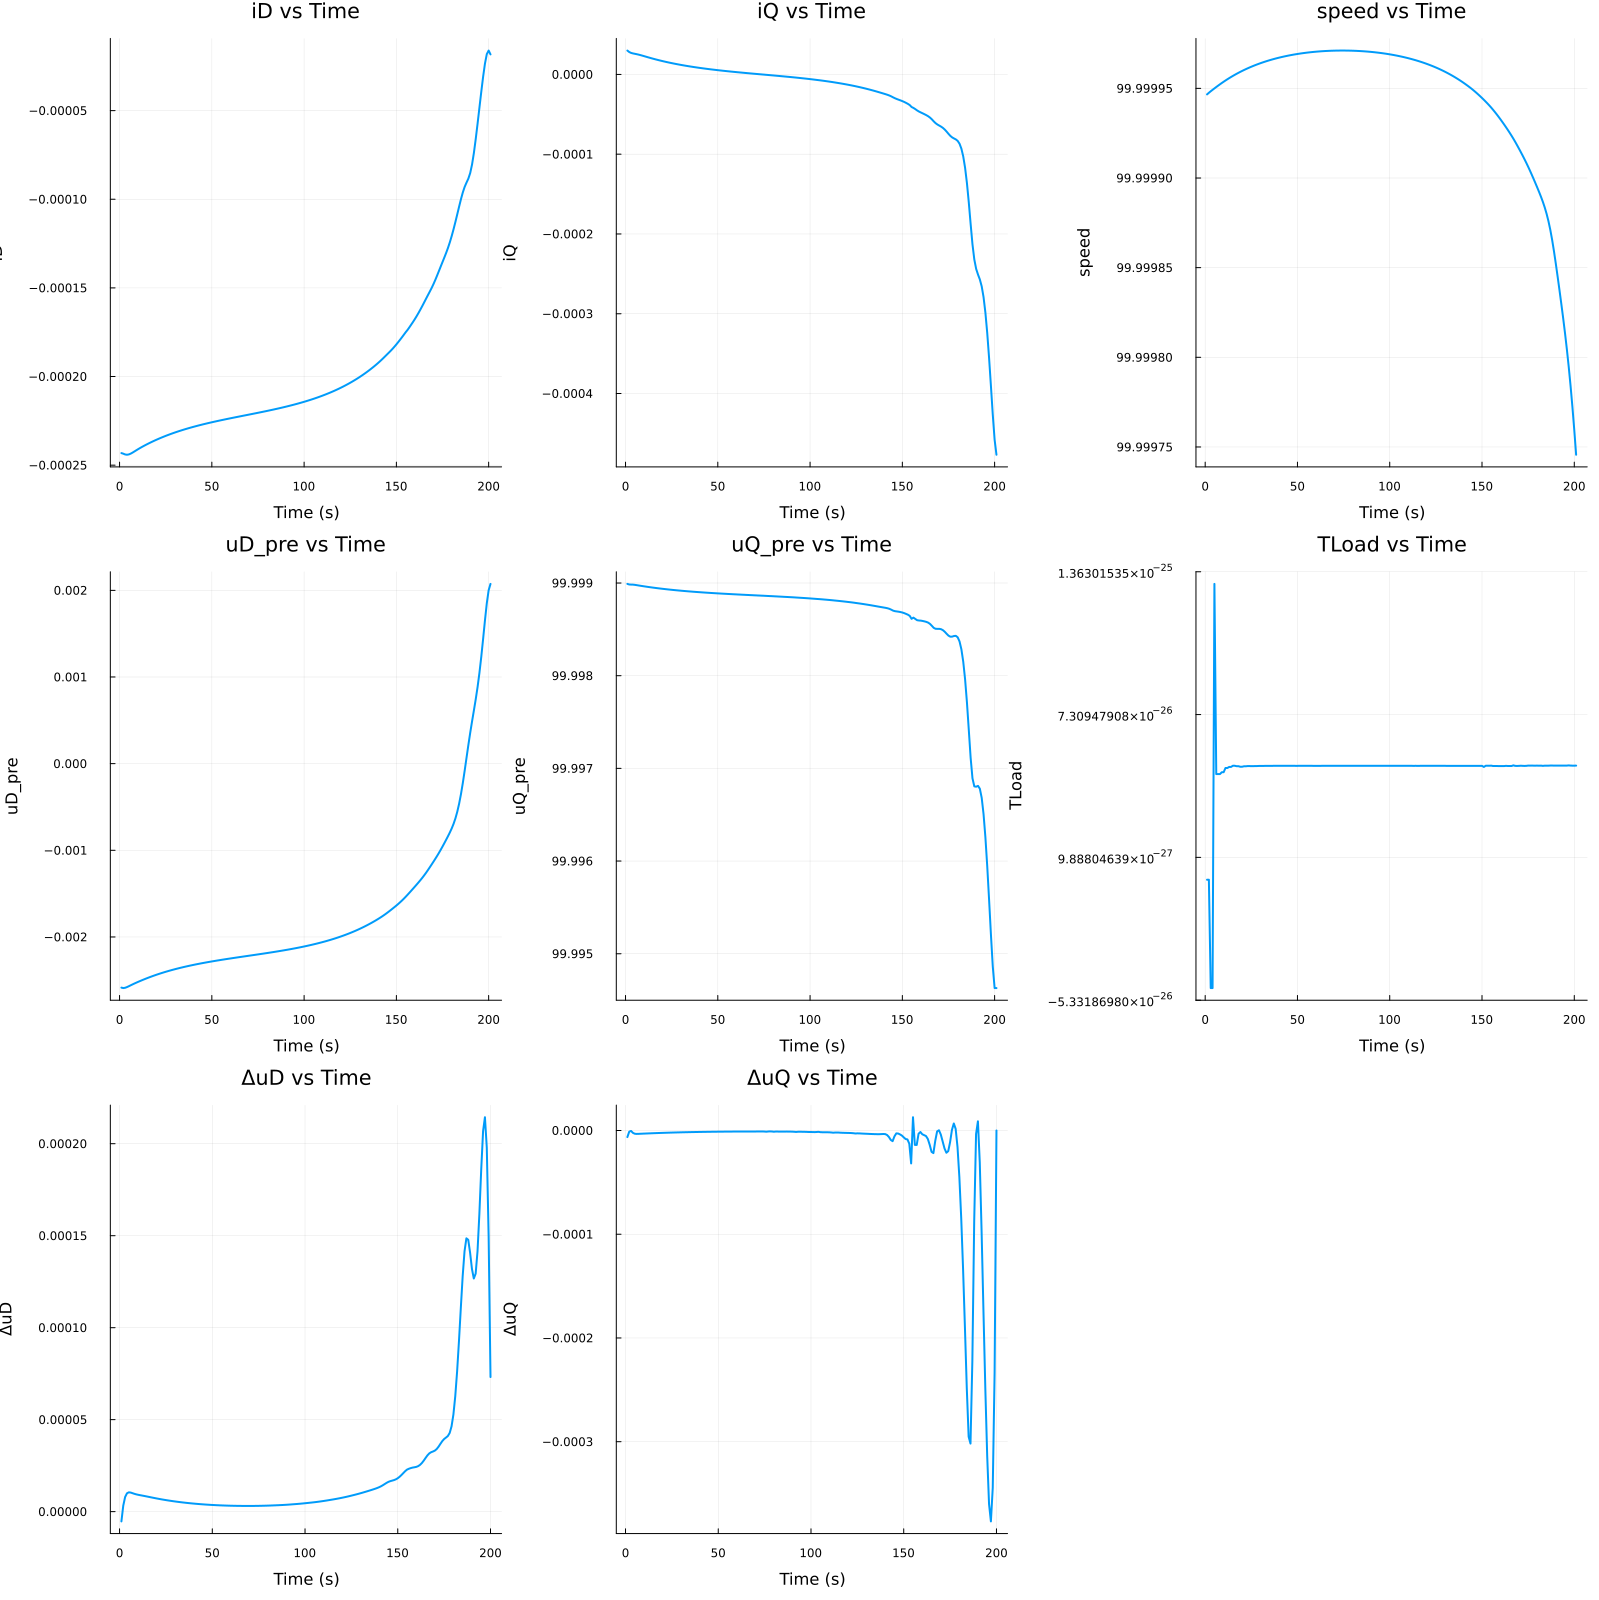 iD vs Time
iQ vs Time
speed vs Time
−0.00005
−0.00010
−0.00015
−0.00020
−0.00025
0 50 100 150 200
Time (s)
iQ
0.0000
−0.0001
−0.0002
−0.0003
−0.0004
0 50 100 150 200
Time (s)
speed
99.99995
99.99990
99.99985
99.99980
99.99975
0 50 100 150 200
Time (s)
uD_pre vs Time
uQ_pre vs Time
TLoad vs Time
uD_pre
0.002
0.001
0.000
−0.001
−0.002
0 50 100 150 200
Time (s)
uQ_pre
99.999
99.998
99.997
99.996
99.995
0 50 100 150 200
Time (s)
TLoad
1.36301535×10⁻²⁵
7.30947908×10⁻²⁶
9.88804639×10⁻²⁷
−5.33186980×10⁻²⁶
0 50 100 150 200
Time (s)
ΔuD vs Time
ΔuQ vs Time
ΔuD
0.00020
0.00015
0.00010
0.00005
0.00000
0 50 100 150 200
Time (s)
ΔuQ
0.0000
−0.0001
−0.0002
−0.0003
0 50 100 150 200
Time (s)